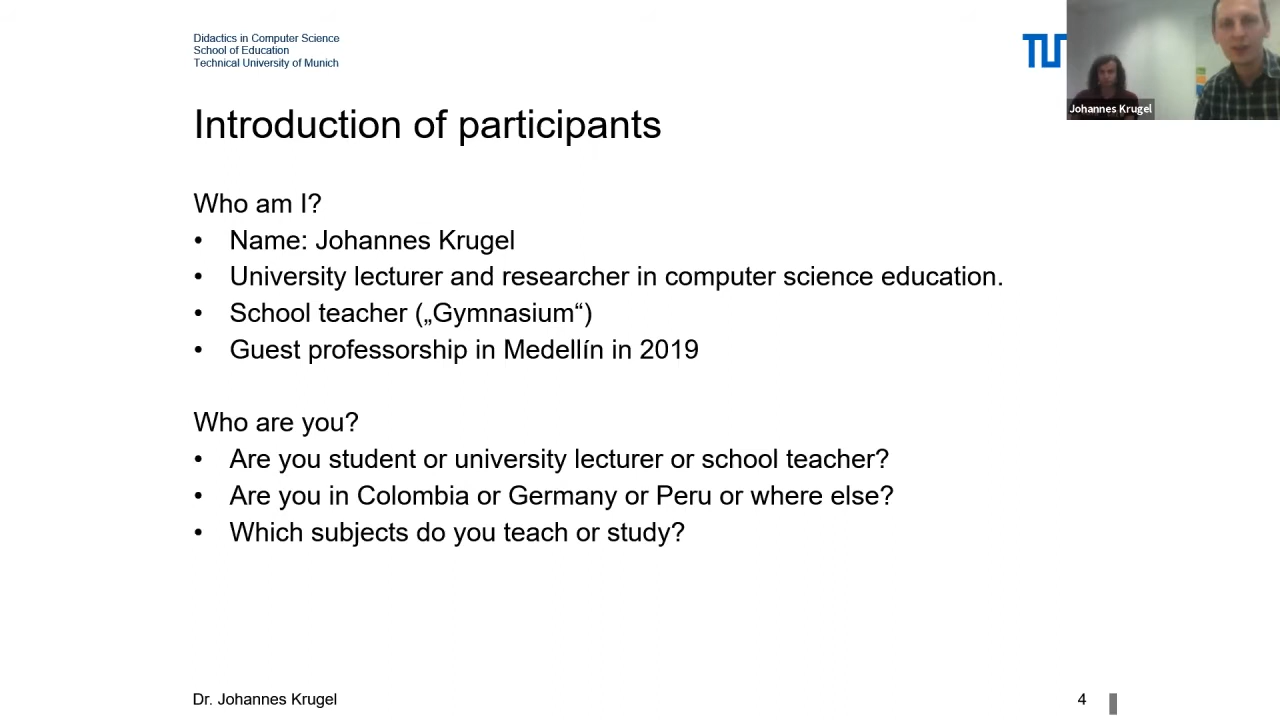 Didactics in Computer Science
School of Education
Technical University of Munich
Johannes Krugel
Introduction of participants
Who am I?
• Name: Johannes Krugel
• University lecturer and researcher in computer science education.
• School teacher („Gymnasium“)
• Guest professorship in Medellín in 2019
Who are you?
• Are you student or university lecturer or school teacher?
• Are you in Colombia or Germany or Peru or where else?
• Which subjects do you teach or study?
Dr. Johannes Krugel
4